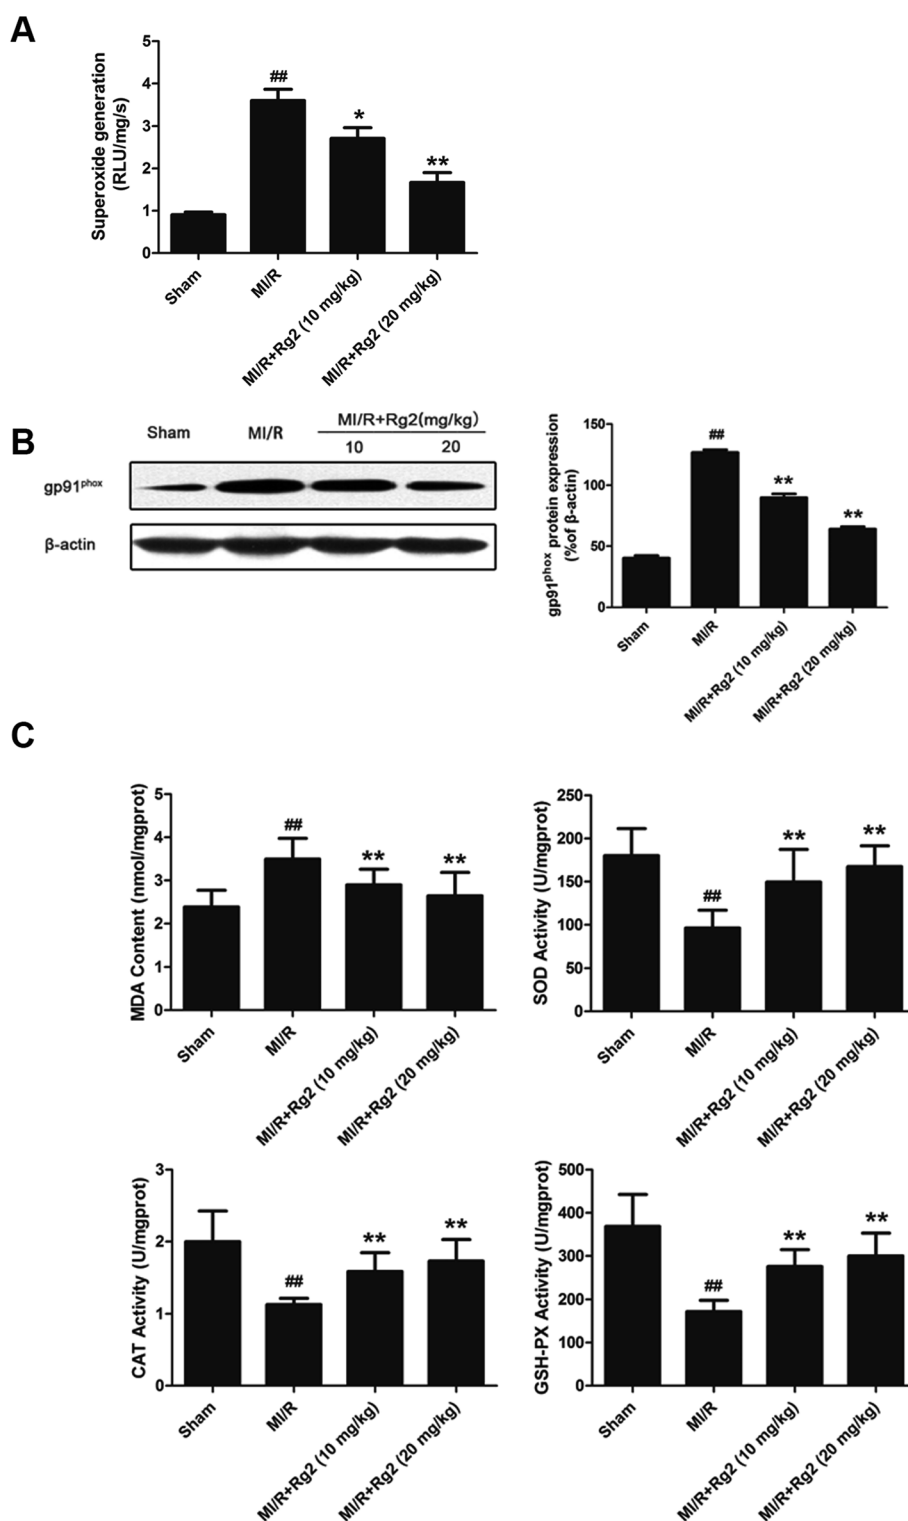 A
Superoxide generation
(RLU/mg/s)
5
4
3
2
1
0
##
*
**
Sham
MI/R
MI/R+Rg2 (10 mg/kg)
MI/R+Rg2 (20 mg/kg)
B
Sham
MI/R
MI/R+Rg2(mg/kg)
10
20
gp91phox
β-actin
gp91phox protein expression
(%of β-actin)
150
100
50
0
##
**
**
Sham
MI/R
MI/R+Rg2 (10 mg/kg)
MI/R+Rg2 (20 mg/kg)
C
MDA Content (nmol/mgprot)
5
4
3
2
1
0
##
**
**
Sham
MI/R
MI/R+Rg2 (10 mg/kg)
MI/R+Rg2 (20 mg/kg)
SOD Activity (U/mgprot)
250
200
150
100
50
0
##
**
**
Sham
MI/R
MI/R+Rg2 (10 mg/kg)
MI/R+Rg2 (20 mg/kg)
CAT Activity (U/mgprot)
3
2
1
0
##
**
**
Sham
MI/R
MI/R+Rg2 (10 mg/kg)
MI/R+Rg2 (20 mg/kg)
GSH-PX Activity (U/mgprot)
500
400
300
200
100
0
##
**
**
Sham
MI/R
MI/R+Rg2 (10 mg/kg)
MI/R+Rg2 (20 mg/kg)